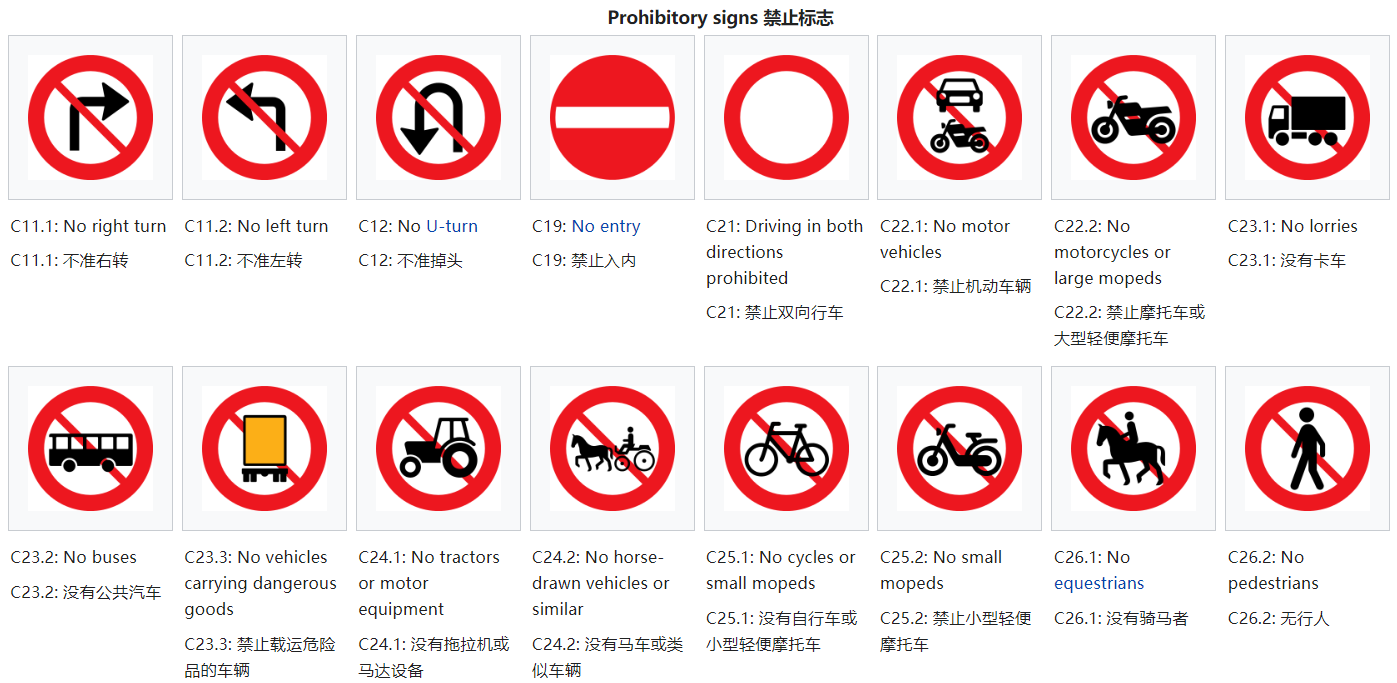 Prohibitory signs 禁止标志
C11.1: No right turn
C11.1: 不准右转
C11.2: No left turn
C11.2: 不准左转
C12: No U-turn
C12: 不准掉头
C19: No entry
C19: 禁止入内
C21: Driving in both
directions
prohibited
C21: 禁止双向行车
C22.1: No motor
vehicles
C22.1: 禁止机动车辆
C22.2: No
motorcycles or
large mopeds
C22.2: 禁止摩托车或
大型轻便摩托车
C23.1: No lorries
C23.1: 没有卡车
C23.2: No buses
C23.2: 没有公共汽车
C23.3: No vehicles
carrying dangerous
goods
C23.3: 禁止载运危险
品的车辆
C24.1: No tractors
or motor
equipment
C24.1: 没有拖拉机或
马达设备
C24.2: No horse-
drawn vehicles or
similar
C24.2: 没有马车或类
似车辆
C25.1: No cycles or
small mopeds
C25.1: 没有自行车或
小型轻便摩托车
C25.2: No small
mopeds
C25.2: 禁止小型轻便
摩托车
C26.1: No
equestrians
C26.1: 没有骑马者
C26.2: No
pedestrians
C26.2: 无行人